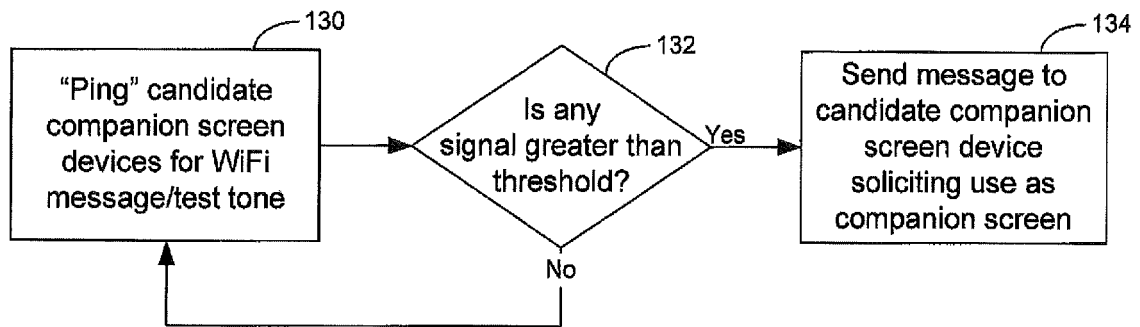 130
“Ping” candidate
companion screen
devices for WiFi
message/test tone
132
Is any
signal greater than
threshold?
Yes
No
134
Send message to
candidate companion
screen device
soliciting use as
companion screen